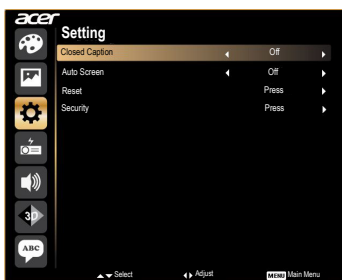 acer
Setting
Closed Caption Off
Auto Screen Off
Reset Press
Security Press
3D
ABC
Select Adjust MENU Main Menu